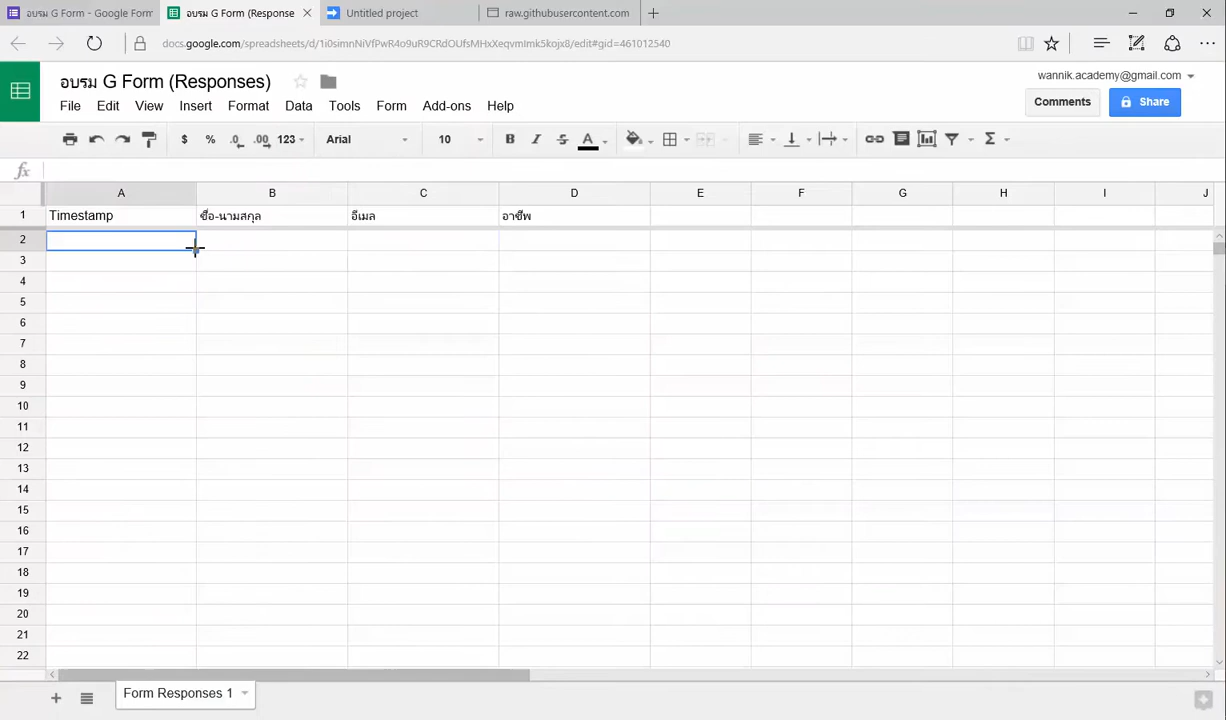 อบรม G Form - Google Form
อบรม G Form (Response
Untitled project
raw.githubusercontent.com
docs.google.com/spreadsheets/d/1i0simnNiVfPwR4o9uR9CRdOUfsMHxXeqvmImk5kojx8/edit#gid=461012540
อบรม G Form (Responses)
wannik.academy@gmail.com
File Edit View Insert Format Data Tools Form Add-ons Help
Comments
Share
$ % .0 .00 123 Arial 10 B I S A Σ
fx
A B C D E F G H I J
1 Timestamp ชื่อ-นามสกุล อีเมล อาชีพ
2
3
4
5
6
7
8
9
10
11
12
13
14
15
16
17
18
19
20
21
22
Form Responses 1